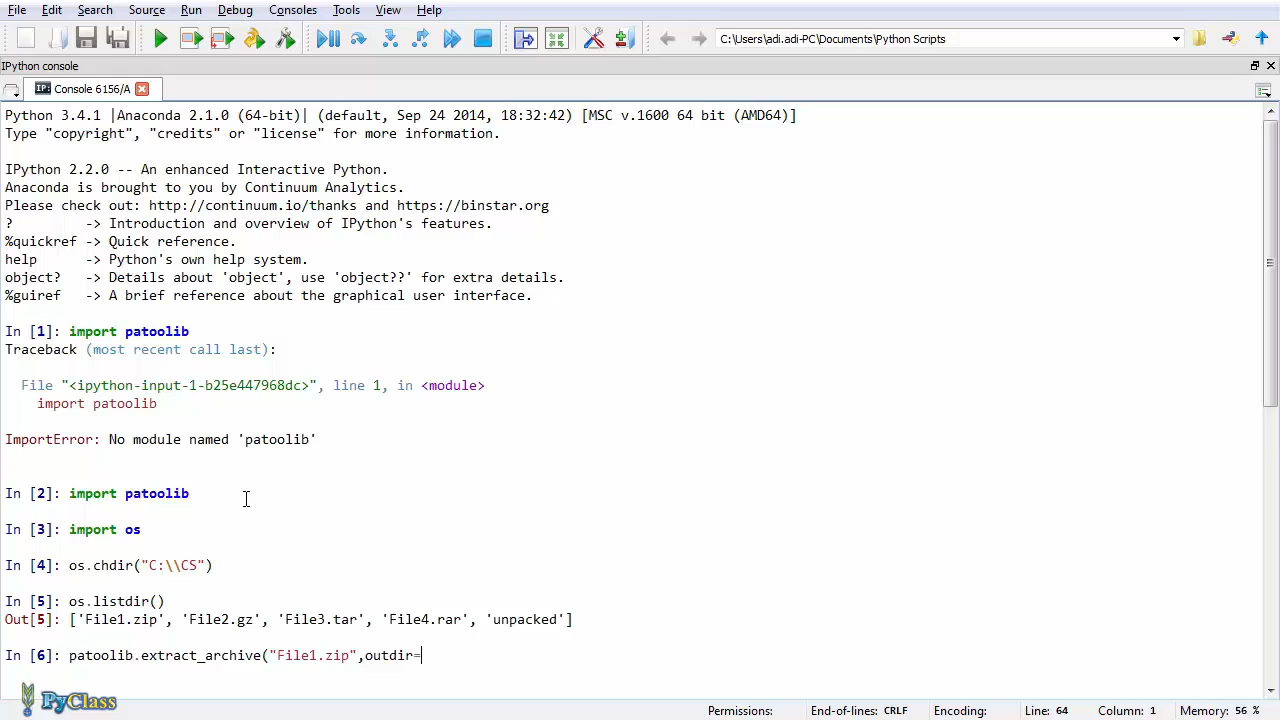 File Edit Search Source Run Debug Consoles Tools View Help
C:\Users\adi.adi-PC\Documents\Python Scripts
IPython console
IP: Console 6156/A
Python 3.4.1 |Anaconda 2.1.0 (64-bit)| (default, Sep 24 2014, 18:32:42) [MSC v.1600 64 bit (AMD64)]
Type "copyright", "credits" or "license" for more information.
IPython 2.2.0 -- An enhanced Interactive Python.
Anaconda is brought to you by Continuum Analytics.
Please check out: http://continuum.io/thanks and https://binstar.org
?         -> Introduction and overview of IPython's features.
%quickref -> Quick reference.
help      -> Python's own help system.
object?   -> Details about 'object', use 'object??' for extra details.
%guiref   -> A brief reference about the graphical user interface.
In [1]: import patoolib
Traceback (most recent call last):
File "<ipython-input-1-b25e447968dc>", line 1, in <module>
import patoolib
ImportError: No module named 'patoolib'
In [2]: import patoolib
In [3]: import os
In [4]: os.chdir("C:\\CS")
In [5]: os.listdir()
Out[5]: ['File1.zip', 'File2.gz', 'File3.tar', 'File4.rar', 'unpacked']
In [6]: patoolib.extract_archive("File1.zip",outdir=
PyClass
Permissions: End-of-lines: CRLF Encoding: Line: 64 Column: 1 Memory: 56 %